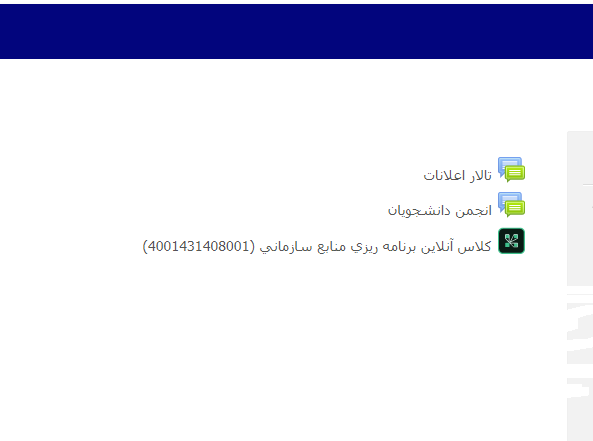 تالار اعلانات
انجمن دانشجویان
کلاس آنلاین برنامه ريزي منابع سازماني (4001431408001)